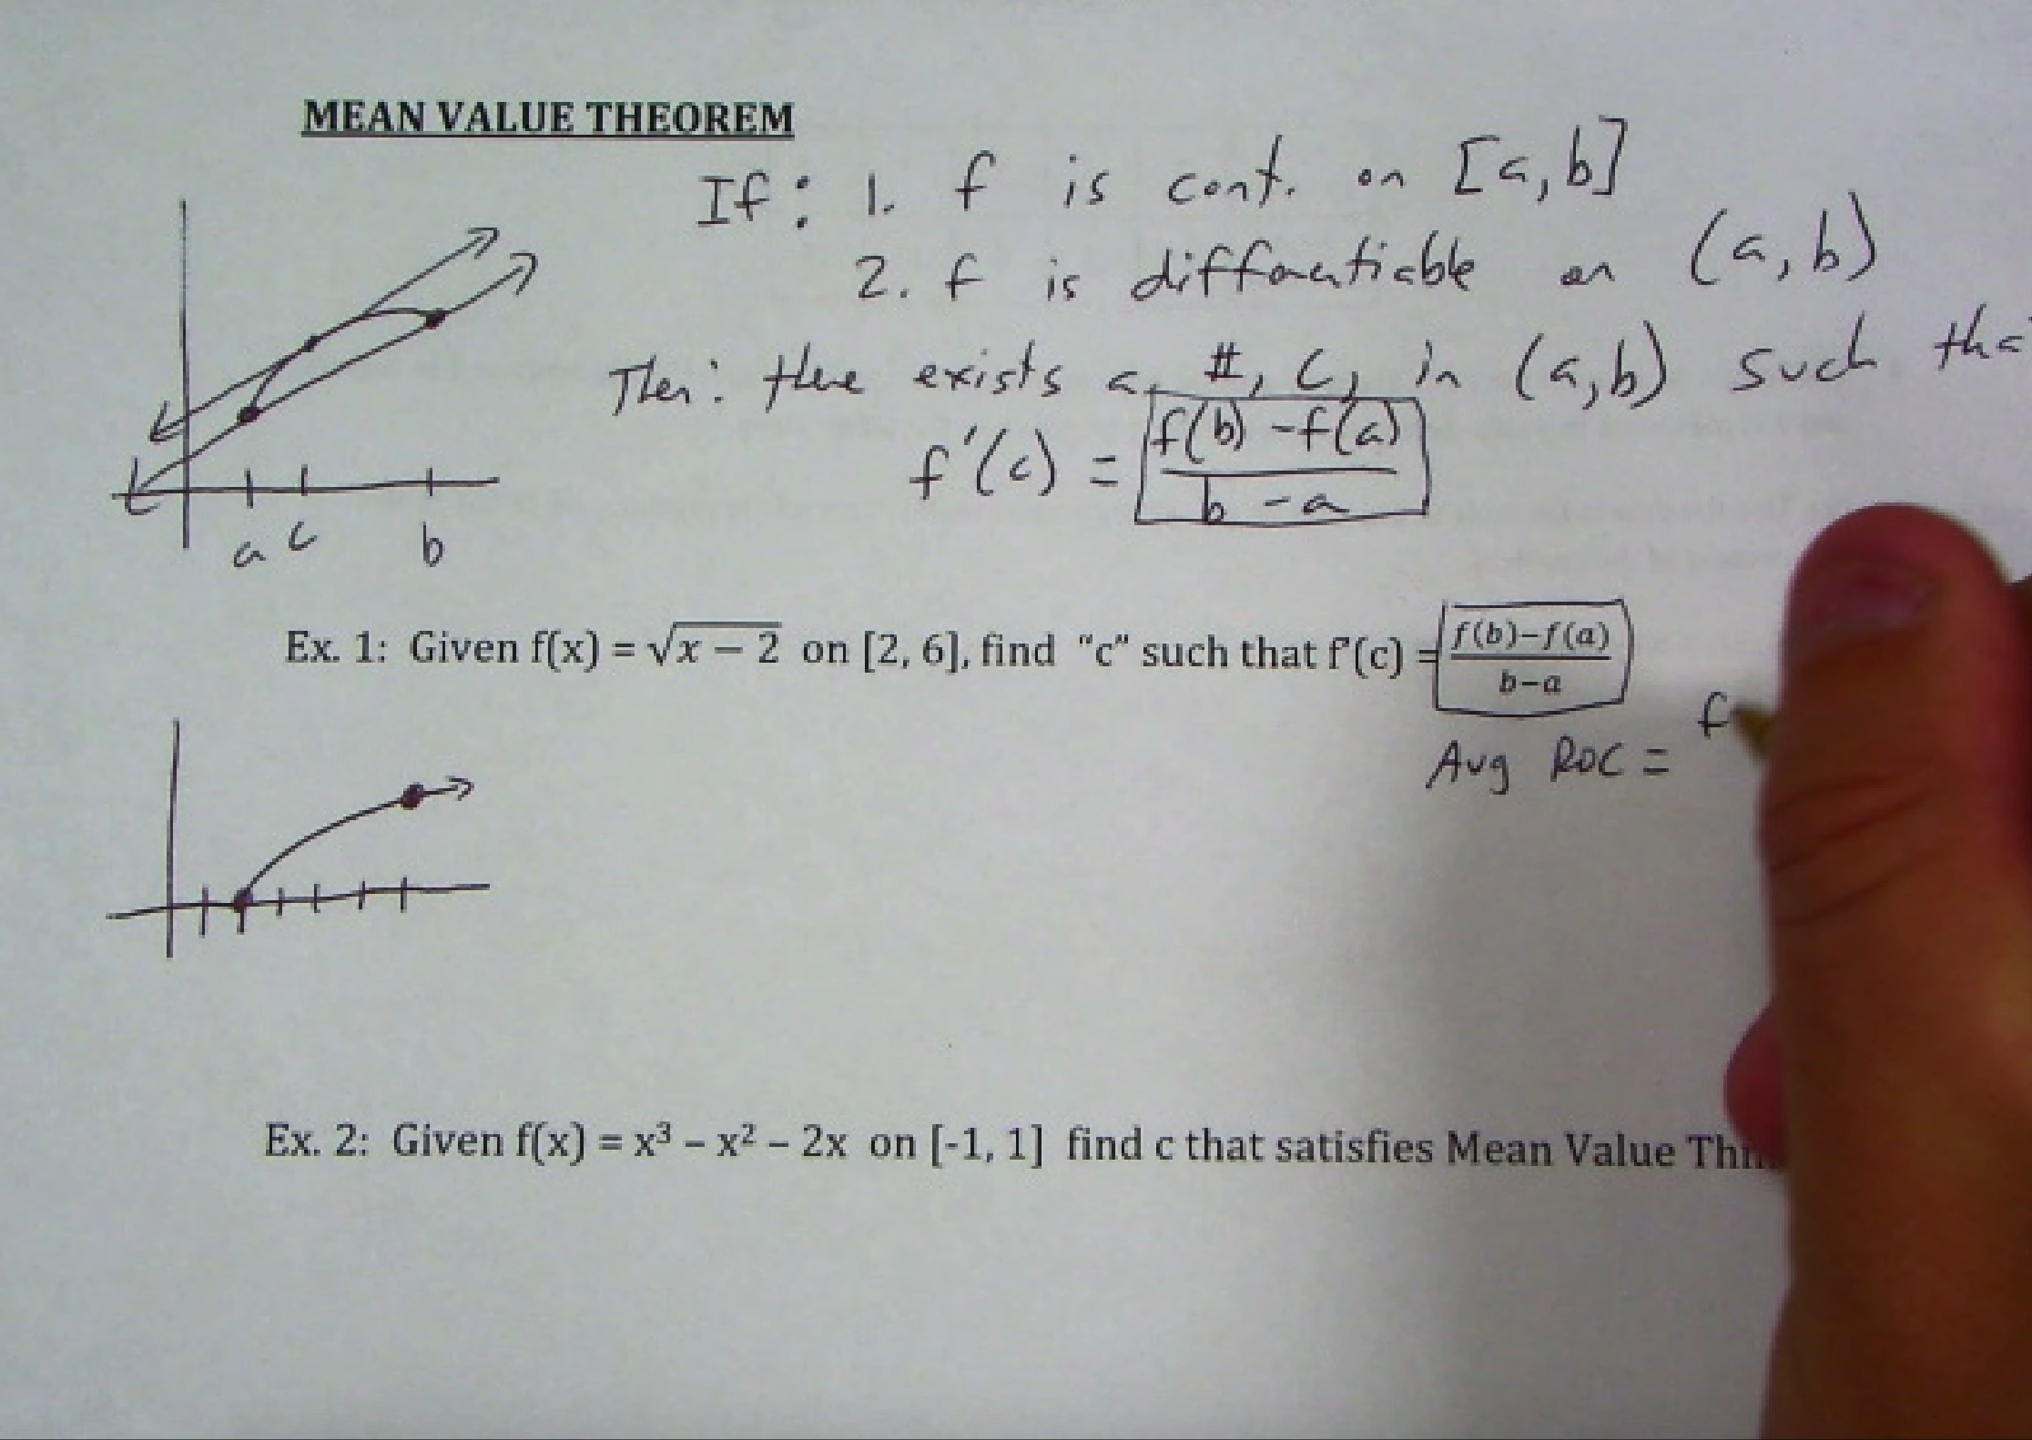 MEAN VALUE THEOREM
If: 1. f is cont. on [a,b]
2. f is differentiable on (a,b)
Then: there exists a #, c, in (a,b) such tha
f'(c) = f(b) - f(a) / b - a
a c b
Ex. 1: Given f(x) = √x − 2 on [2, 6], find "c" such that f'(c) = f(b)−f(a) / b−a
Avg ROC = f
Ex. 2: Given f(x) = x³ – x² – 2x on [-1, 1] find c that satisfies Mean Value